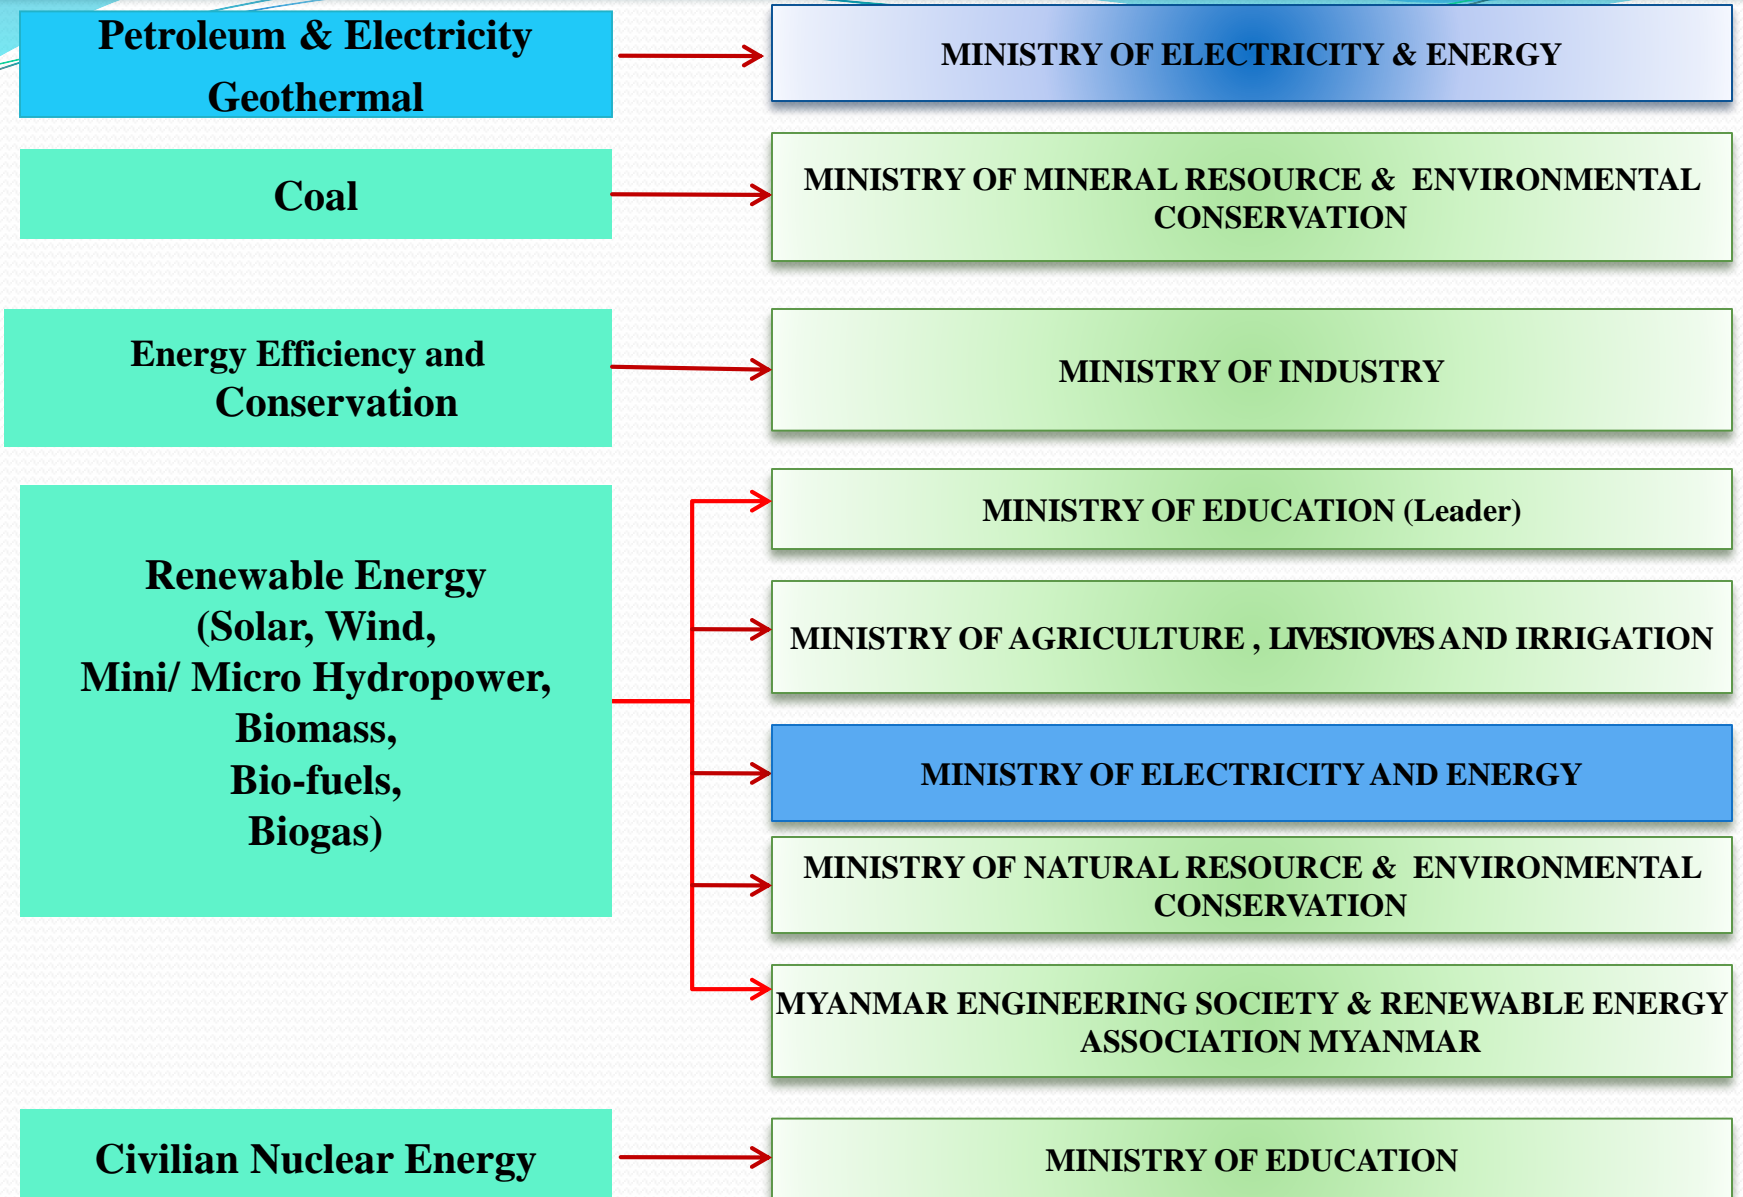 Petroleum & Electricity
Geothermal
MINISTRY OF ELECTRICITY & ENERGY
Coal
MINISTRY OF MINERAL RESOURCE & ENVIRONMENTAL
CONSERVATION
Energy Efficiency and
Conservation
MINISTRY OF INDUSTRY
Renewable Energy
(Solar, Wind,
Mini/ Micro Hydropower,
Biomass,
Bio-fuels,
Biogas)
MINISTRY OF EDUCATION (Leader)
MINISTRY OF AGRICULTURE , LIVESTOVES AND IRRIGATION
MINISTRY OF ELECTRICITY AND ENERGY
MINISTRY OF NATURAL RESOURCE & ENVIRONMENTAL
CONSERVATION
MYANMAR ENGINEERING SOCIETY & RENEWABLE ENERGY
ASSOCIATION MYANMAR
Civilian Nuclear Energy
MINISTRY OF EDUCATION